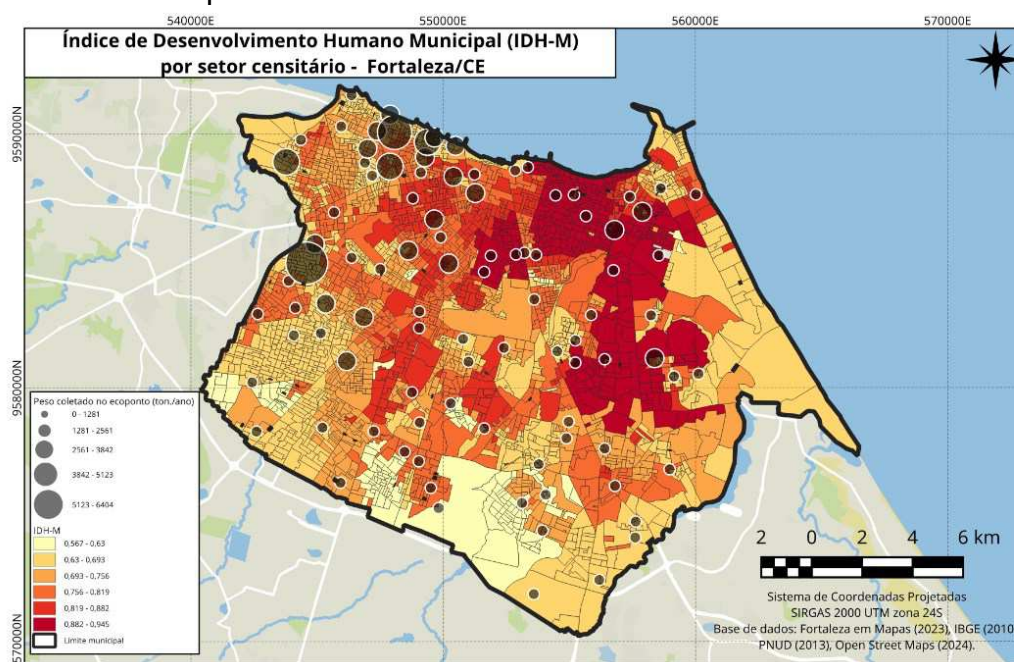 540000E 550000E 560000E 570000E
Índice de Desenvolvimento Humano Municipal (IDH-M)
por setor censitário - Fortaleza/CE
9590000N
9580000N
Peso coletado no ecoponto (ton./ano)
0 - 1281
1281 - 2561
2561 - 3842
3842 - 5123
5123 - 6404
IDH-M
0,567 - 0,63
0,63 - 0,693
0,693 - 0,756
0,756 - 0,819
0,819 - 0,882
0,882 - 0,945
Límite municipal
2 0 2 4 6 km
Sistema de Coordenadas Projetadas
SIRGAS 2000 UTM zona 24S
Base de dados: Fortaleza em Mapas (2023), IBGE (2010)
PNUD (2013), Open Street Maps (2024).